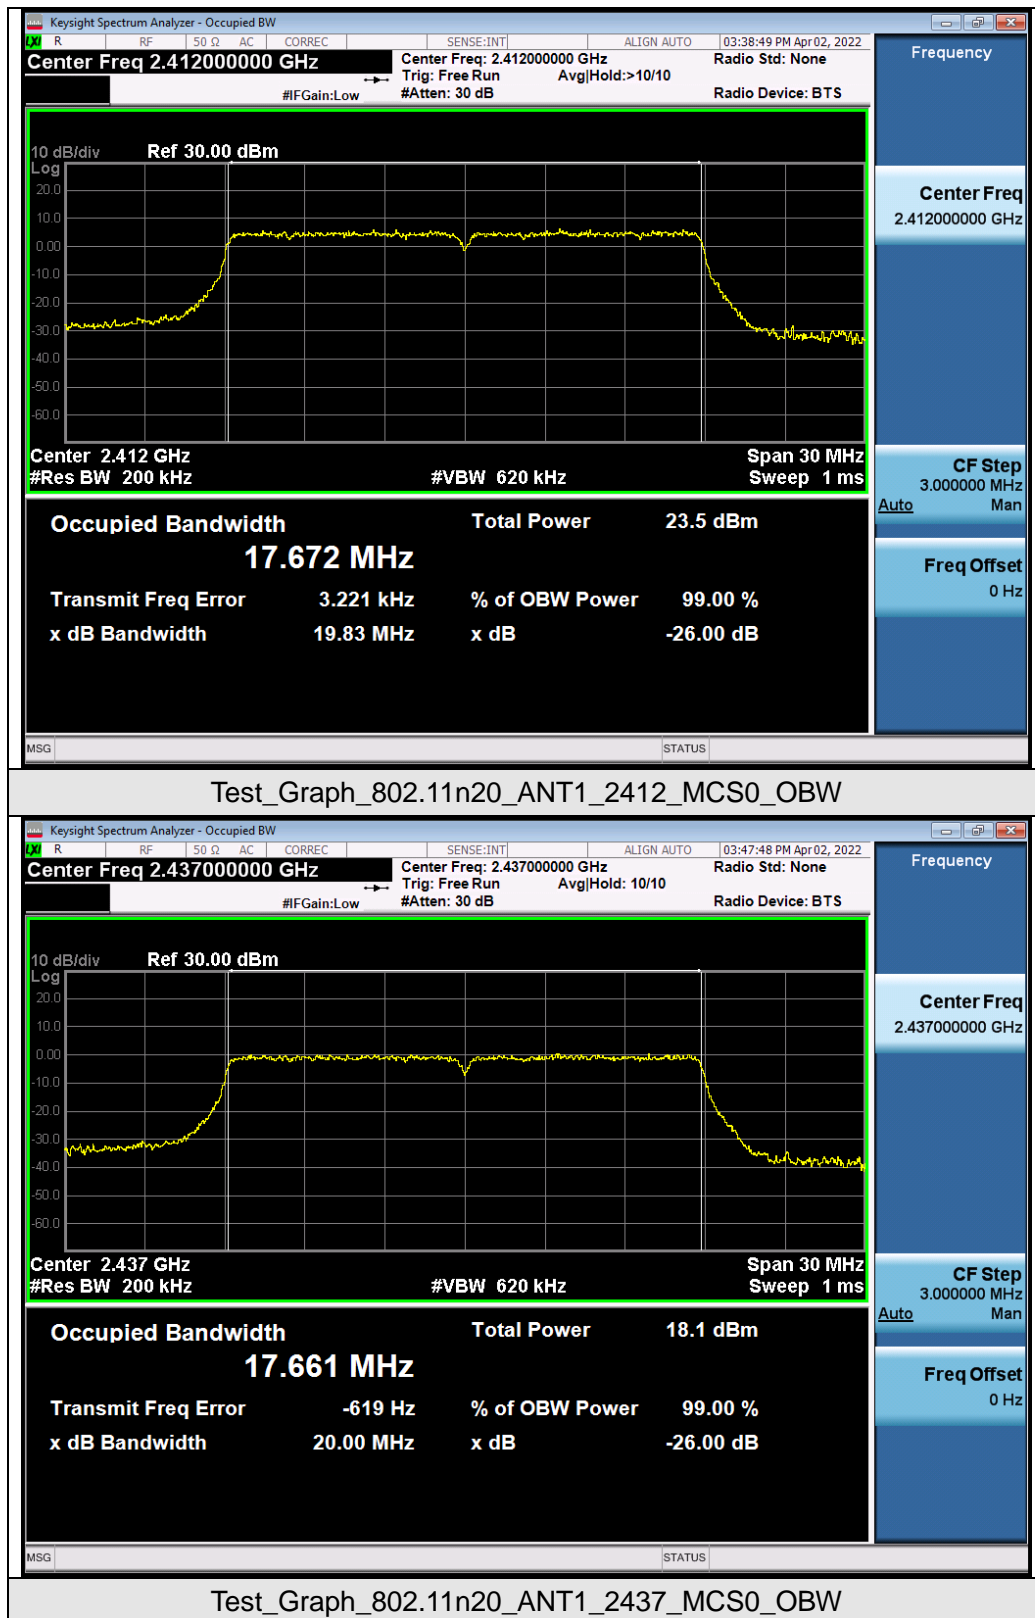 Keysight Spectrum Analyzer - Occupied BW
LXI R RF 50 Ω AC CORREC SENSE:INT ALIGN AUTO 03:38:49 PM Apr 02, 2022
Center Freq 2.412000000 GHz
Center Freq: 2.412000000 GHz Radio Std: None
Trig: Free Run Avg|Hold:>10/10
#IFGain:Low #Atten: 30 dB Radio Device: BTS
Frequency
10 dB/div Ref 30.00 dBm
Log
20.0
10.0
0.00
-10.0
-20.0
-30.0
-40.0
-50.0
-60.0
Center 2.412 GHz Span 30 MHz
#Res BW 200 kHz #VBW 620 kHz Sweep 1 ms
Center Freq
2.412000000 GHz
CF Step
3.000000 MHz
Auto Man
Freq Offset
0 Hz
Occupied Bandwidth Total Power 23.5 dBm
17.672 MHz
Transmit Freq Error 3.221 kHz % of OBW Power 99.00 %
x dB Bandwidth 19.83 MHz x dB -26.00 dB
MSG STATUS
Test_Graph_802.11n20_ANT1_2412_MCS0_OBW
Keysight Spectrum Analyzer - Occupied BW
LXI R RF 50 Ω AC CORREC SENSE:INT ALIGN AUTO 03:47:48 PM Apr 02, 2022
Center Freq 2.437000000 GHz
Center Freq: 2.437000000 GHz Radio Std: None
Trig: Free Run Avg|Hold: 10/10
#IFGain:Low #Atten: 30 dB Radio Device: BTS
Frequency
10 dB/div Ref 30.00 dBm
Log
20.0
10.0
0.00
-10.0
-20.0
-30.0
-40.0
-50.0
-60.0
Center 2.437 GHz Span 30 MHz
#Res BW 200 kHz #VBW 620 kHz Sweep 1 ms
Center Freq
2.437000000 GHz
CF Step
3.000000 MHz
Auto Man
Freq Offset
0 Hz
Occupied Bandwidth Total Power 18.1 dBm
17.661 MHz
Transmit Freq Error -619 Hz % of OBW Power 99.00 %
x dB Bandwidth 20.00 MHz x dB -26.00 dB
MSG STATUS
Test_Graph_802.11n20_ANT1_2437_MCS0_OBW